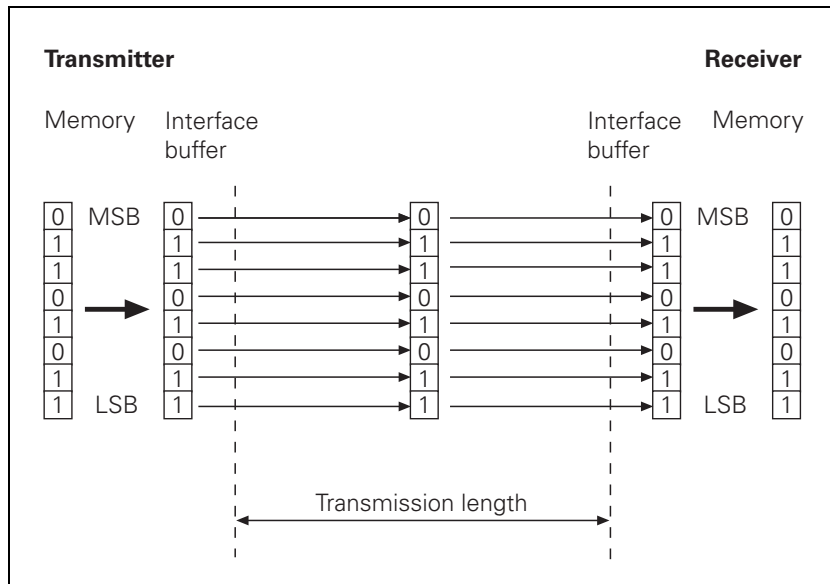 Transmitter Receiver
Memory Interface buffer Interface buffer Memory
0 MSB 0 0 0 MSB 0
1 1 1 1 1
1 1 1 1 1
0 0 0 0 0
1 1 1 1 1
0 0 0 0 0
1 1 1 1 1
1 LSB 1 1 1 LSB 1
Transmission length